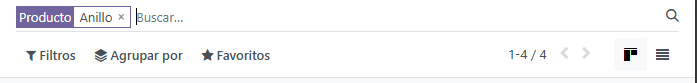 Producto Anillo × Buscar...
Filtros Agrupar por Favoritos 1-4 / 4